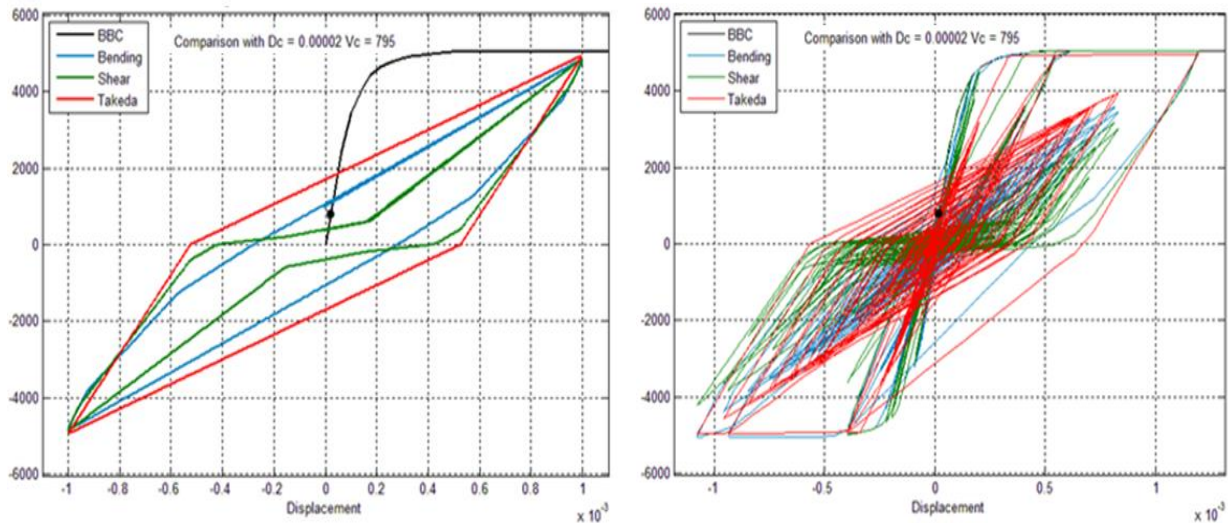 6000
BBC
Bending
Shear
Takeda
Comparison with Dc = 0.00002 Vc = 795
4000
2000
0
-2000
-4000
-6000
-1 -0.8 -0.6 -0.4 -0.2 0 0.2 0.4 0.6 0.8 1
Displacement
x 10⁻³
6000
BBC
Bending
Shear
Takeda
Comparison with Dc = 0.00002 Vc = 795
4000
2000
0
-2000
-4000
-6000
-1 -0.5 0 0.5 1
Displacement
x 10⁻³